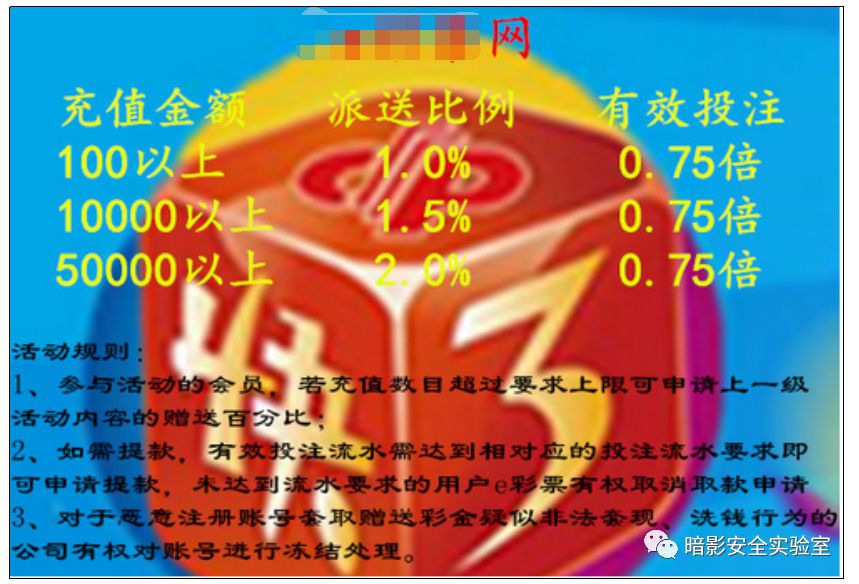 网
充值金额 派送比例 有效投注
100以上 1.0% 0.75倍
10000以上 1.5% 0.75倍
50000以上 2.0% 0.75倍
快3
活动规则：
1、参与活动的会员，若充值数目超过要求上限可申请上一级
活动内容的赠送百分比；
2、如需提款，有效投注流水需达到相对应的投注流水要求即
可申请提款，未达到流水要求的用户e彩票有权取消取款申请
3、对于恶意注册账号套取赠送彩金疑似非法套现、洗钱行为的
公司有权对账号进行冻结处理。
暗影安全实验室